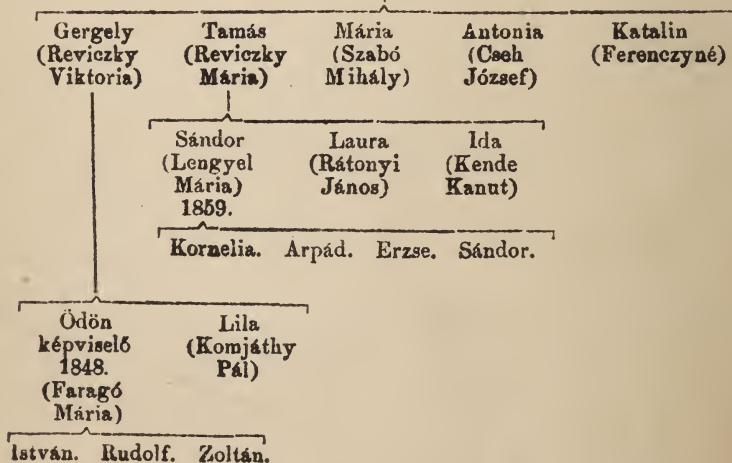 Gergely Tamás Mária Antonia Katalin
(Reviczky (Reviczky (Szabó (Cseh (Ferenczyné)
Viktoria) Mária) Mihály) József)
Sándor Laura Ida
(Lengyel (Rátonyi (Kende
Mária) János) Kanut)
1859.
Kornelia. Arpád. Erzse. Sándor.
Ödön Lila
képviselő (Komjáthy
1848. Pál)
(Faragó
Mária)
István. Rudolf. Zoltán.